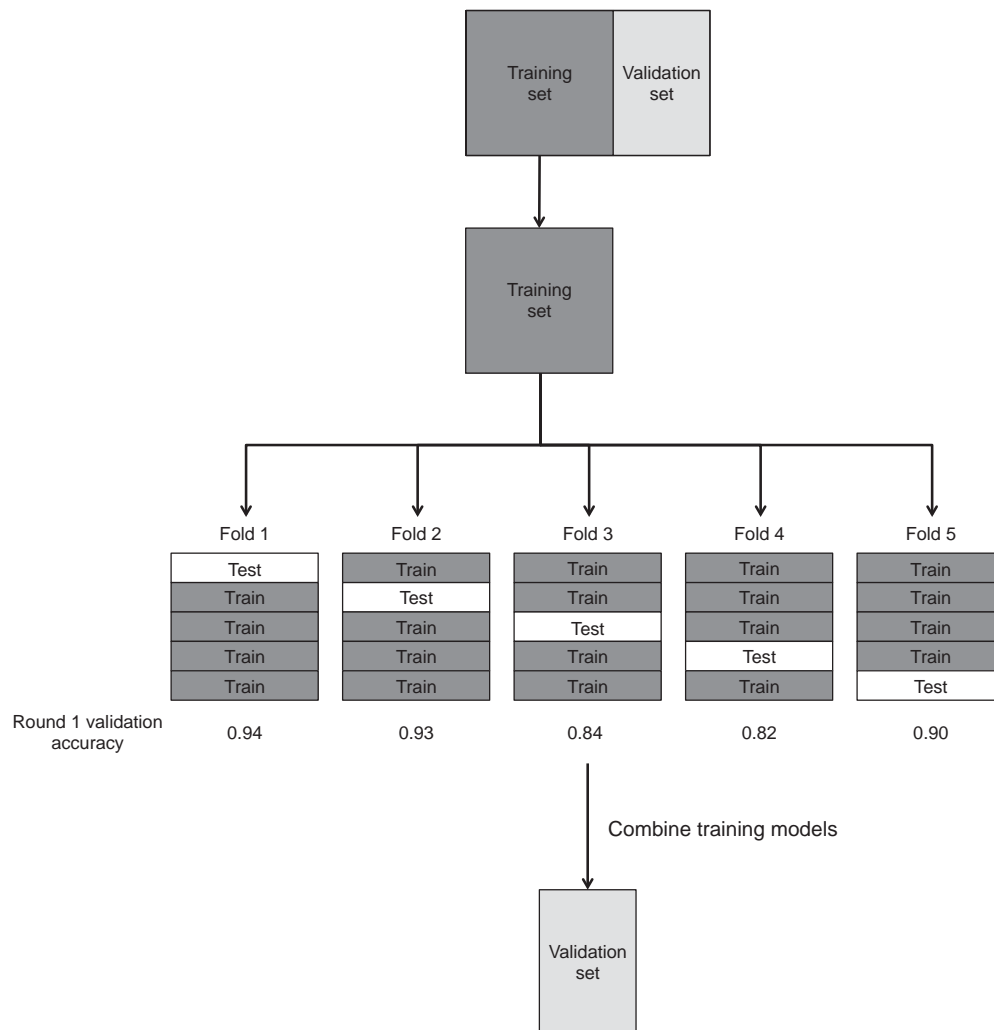 Training
set
Validation
set
Training
set
Fold 1
Fold 2
Fold 3
Fold 4
Fold 5
Test
Train
Train
Train
Train
Train
Test
Train
Train
Train
Train
Train
Test
Train
Train
Train
Train
Train
Test
Train
Train
Train
Train
Train
Test
Round 1 validation
accuracy
0.94
0.93
0.84
0.82
0.90
Combine training models
Validation
set